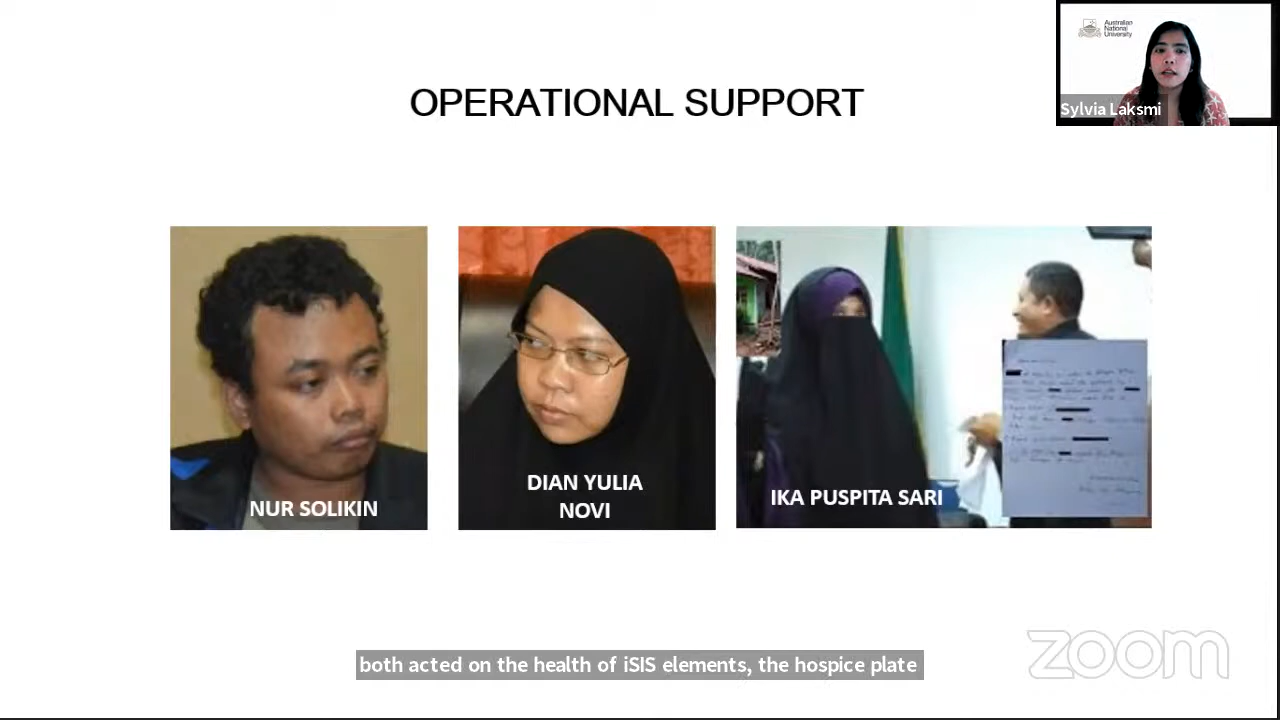 Australian
National
University
Sylvia Laksmi
OPERATIONAL SUPPORT
NUR SOLIKIN
DIAN YULIA
NOVI
IKA PUSPITA SARI
both acted on the health of iSIS elements, the hospice plate
zoom